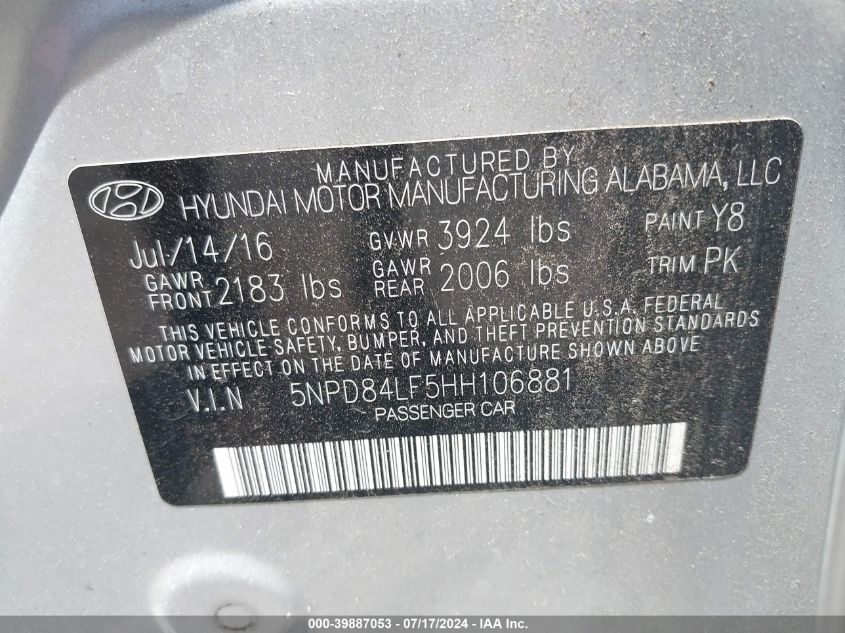 MANUFACTURED BY
HYUNDAI MOTOR MANUFACTURING ALABAMA, LLC
Jul/14/16 GVWR 3924 lbs PAINT Y8
GAWR FRONT 2183 lbs GAWR REAR 2006 lbs TRIM PK
THIS VEHICLE CONFORMS TO ALL APPLICABLE U.S.A. FEDERAL
MOTOR VEHICLE SAFETY, BUMPER, AND THEFT PREVENTION STANDARDS
IN EFFECT ON THE DATE OF MANUFACTURE SHOWN ABOVE
V.I.N 5NPD84LF5HH106881
PASSENGER CAR
000-39887053 - 07/17/2024 - IAA Inc.